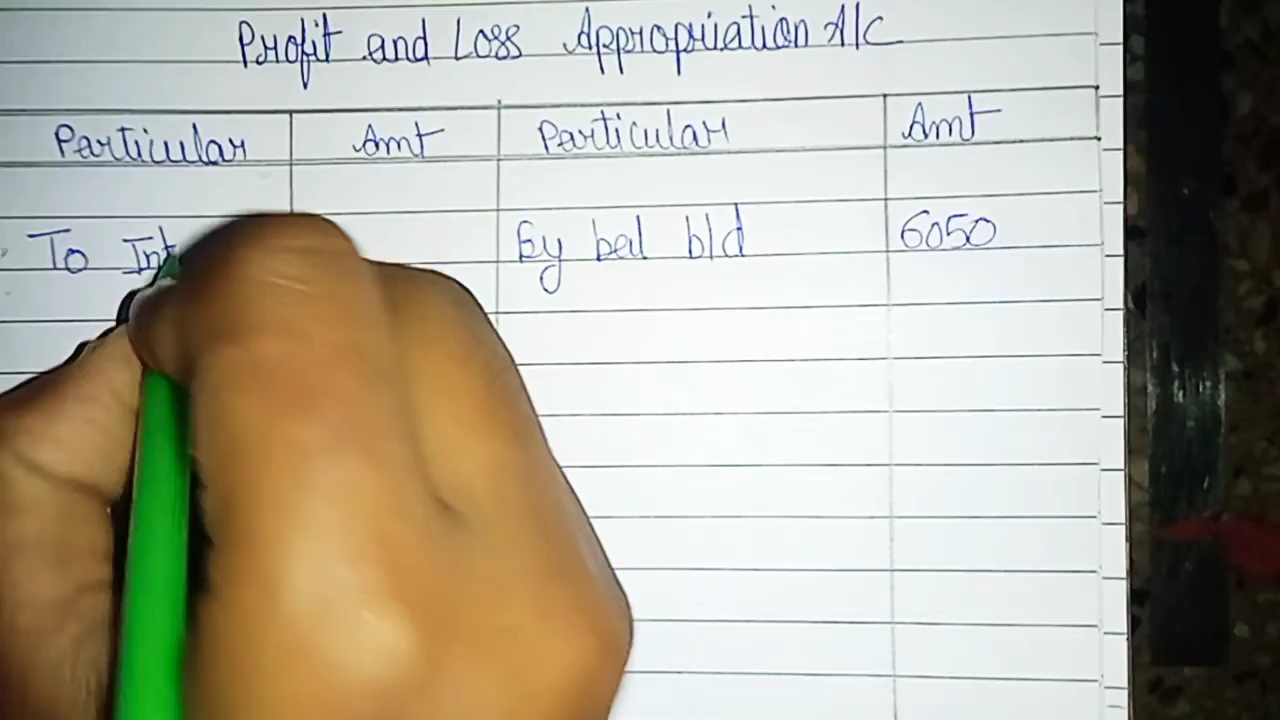 Profit and Loss Appropriation A/C
Particular Amt Particular Amt
To Int By bal b/d 6050